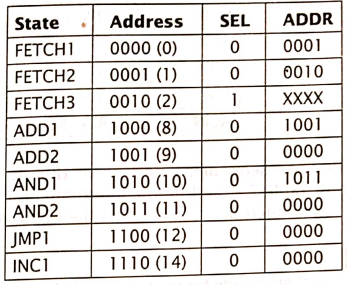 State Address SEL ADDR
FETCH1 0000 (0) 0 0001
FETCH2 0001 (1) 0 0010
FETCH3 0010 (2) 1 XXXX
ADD1 1000 (8) 0 1001
ADD2 1001 (9) 0 0000
AND1 1010 (10) 0 1011
AND2 1011 (11) 0 0000
JMP1 1100 (12) 0 0000
INC1 1110 (14) 0 0000